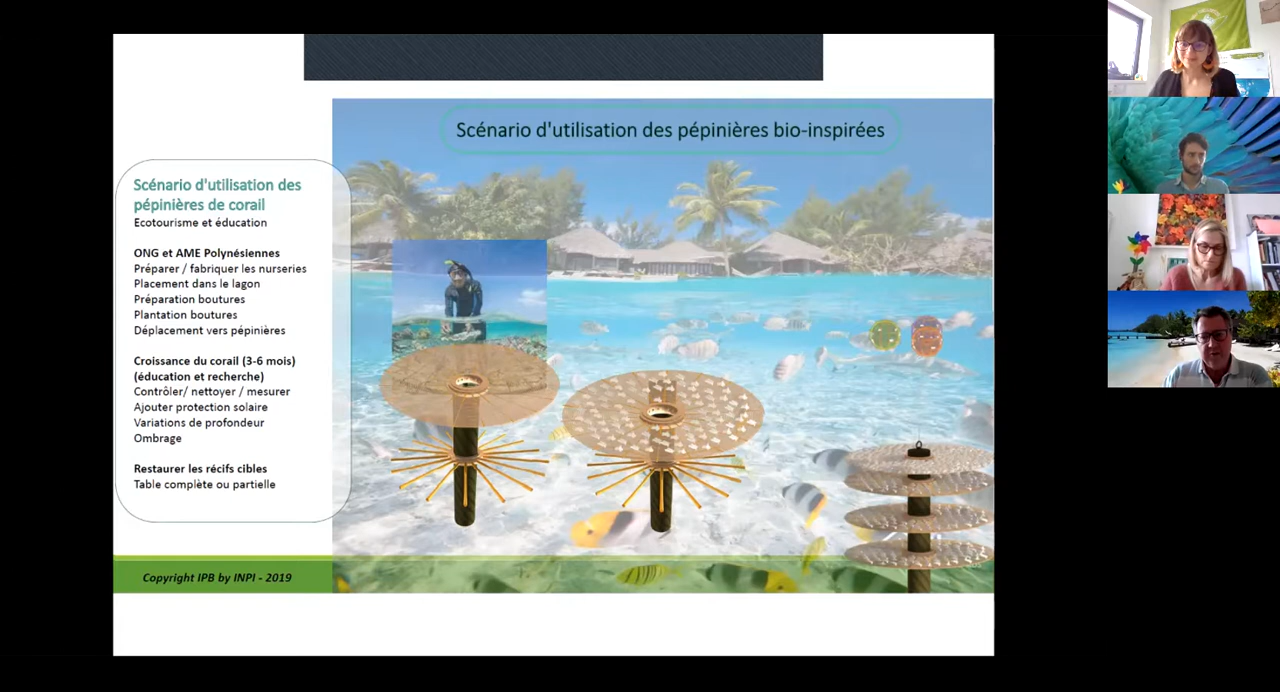 Scénario d'utilisation des pépinières bio-inspirées
Scénario d'utilisation des
pépinières de corail
Ecotourisme et éducation
ONG et AME Polynésiennes
Préparer / fabriquer les nurseries
Placement dans le lagon
Préparation boutures
Plantation boutures
Déplacement vers pépinières
Croissance du corail (3-6 mois)
(éducation et recherche)
Contrôler/ nettoyer / mesurer
Ajouter protection solaire
Variations de profondeur
Ombrage
Restaurer les récifs cibles
Table complète ou partielle
Copyright IPB by INPI - 2019